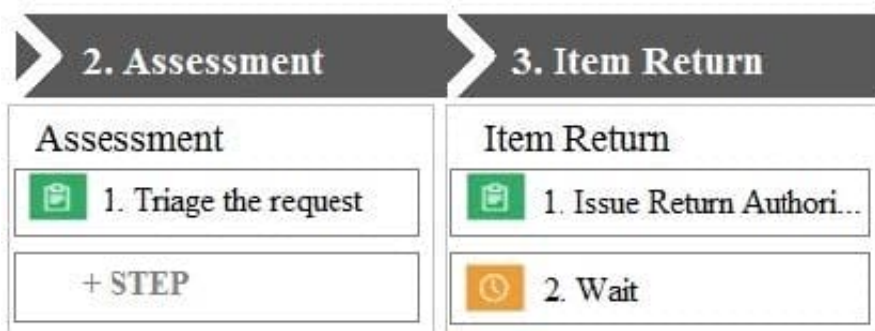 2. Assessment
3. Item Return
Assessment
1. Triage the request
+ STEP
Item Return
1. Issue Return Authori...
2. Wait